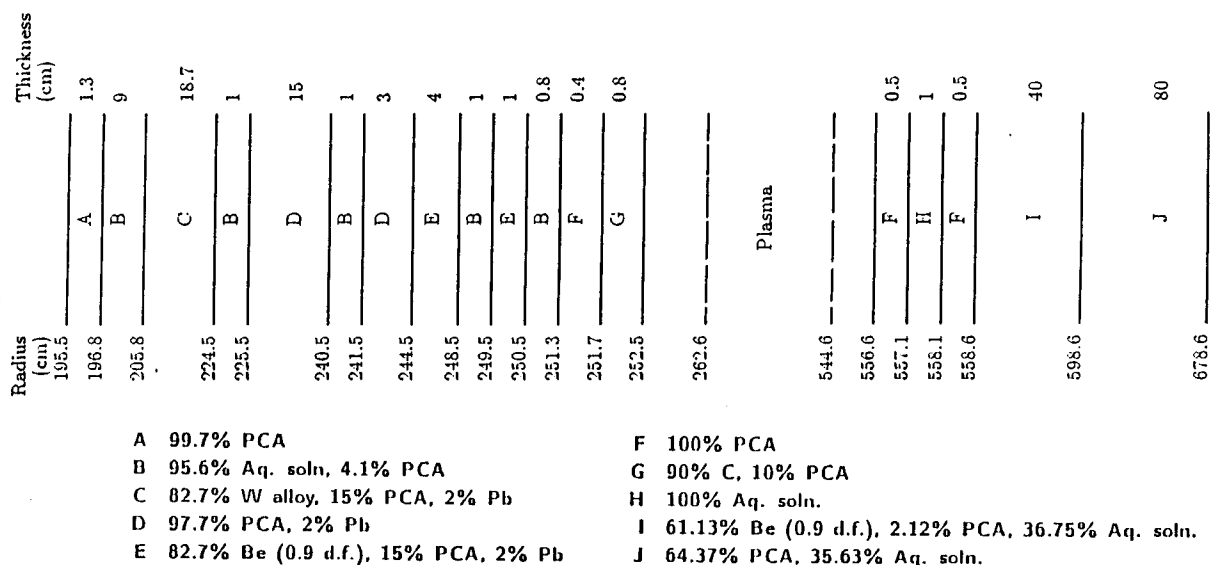 Thickness
(cm)
1.3 9 18.7 1 15 1 3 4 1 1 0.8 0.4 0.8 0.5 1 0.5 40 80
A B C B D B D E B E B F G Plasma F H F I J
Radius
(cm)
195.5 196.8 205.8 224.5 225.5 240.5 241.5 244.5 248.5 249.5 250.5 251.3 251.7 252.5 262.6 544.6 556.6 557.1 558.1 558.6 598.6 678.6
A 99.7% PCA
B 95.6% Aq. soln, 4.1% PCA
C 82.7% W alloy, 15% PCA, 2% Pb
D 97.7% PCA, 2% Pb
E 82.7% Be (0.9 d.f.), 15% PCA, 2% Pb
F 100% PCA
G 90% C, 10% PCA
H 100% Aq. soln.
I 61.13% Be (0.9 d.f.), 2.12% PCA, 36.75% Aq. soln.
J 64.37% PCA, 35.63% Aq. soln.